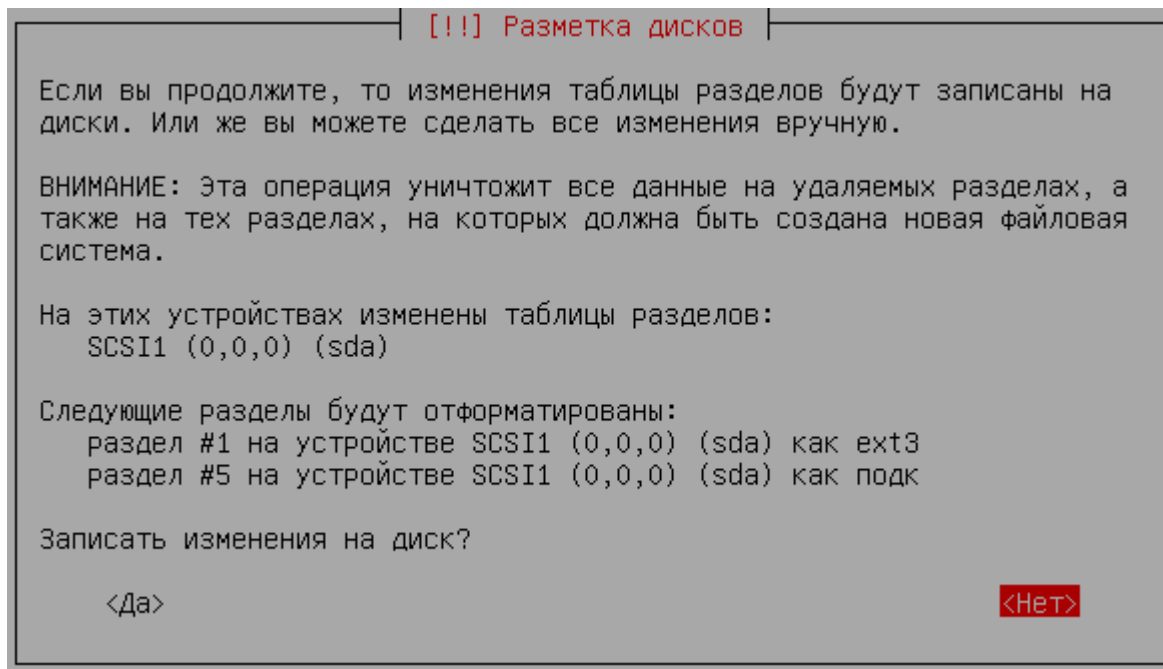 [!!] Разметка дисков
Если вы продолжите, то изменения таблицы разделов будут записаны на
диски. Или же вы можете сделать все изменения вручную.
ВНИМАНИЕ: Эта операция уничтожит все данные на удаляемых разделах, а
также на тех разделах, на которых должна быть создана новая файловая
система.
На этих устройствах изменены таблицы разделов:
SCSI1 (0,0,0) (sda)
Следующие разделы будут отформатированы:
раздел #1 на устройстве SCSI1 (0,0,0) (sda) как ext3
раздел #5 на устройстве SCSI1 (0,0,0) (sda) как подк
Записать изменения на диск?
<Да> <Нет>